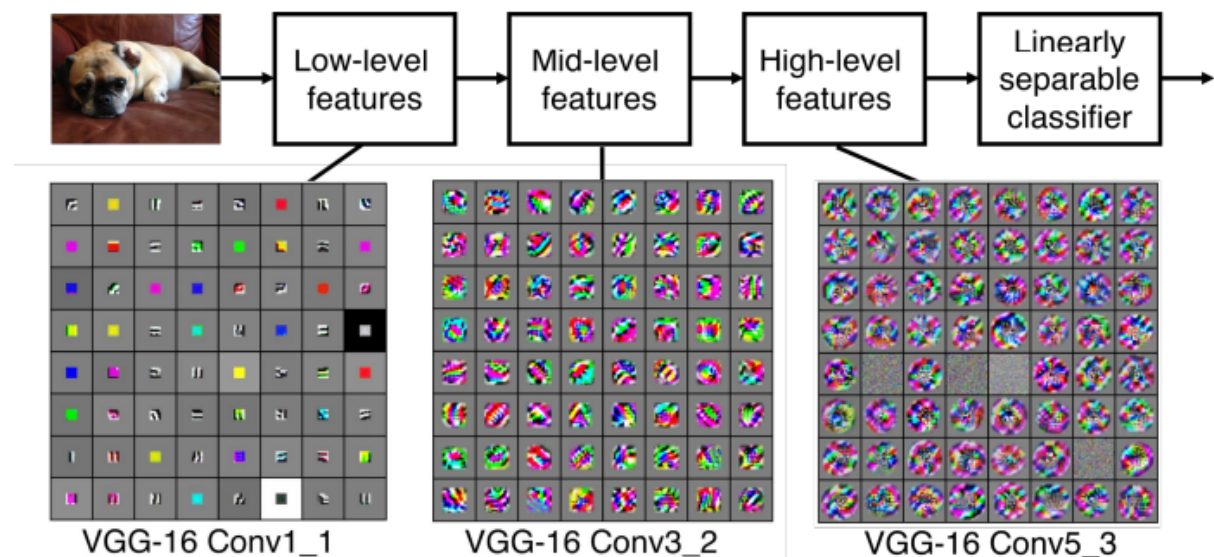 Low-level
features
Mid-level
features
High-level
features
Linearly
separable
classifier
VGG-16 Conv1_1
VGG-16 Conv3_2
VGG-16 Conv5_3